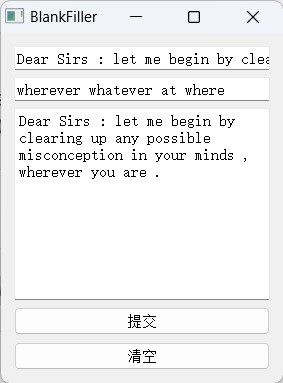 BlankFiller
Dear Sirs : let me begin by clea
wherever whatever at where
Dear Sirs : let me begin by
clearing up any possible
misconception in your minds ,
wherever you are .
提交
清空